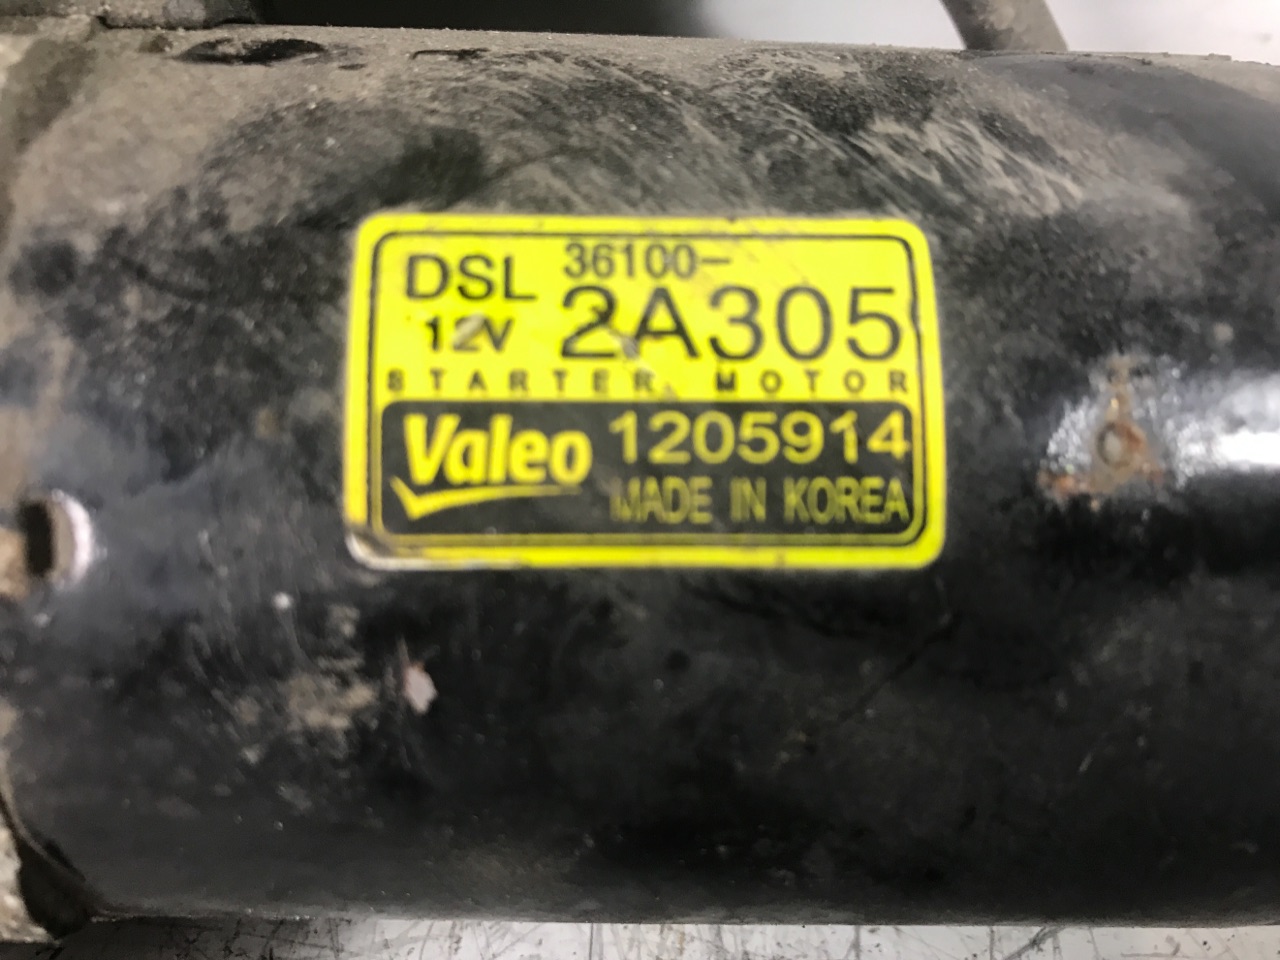 DSL 36100-
12V 2A305
STARTER MOTOR
Valeo 1205914
MADE IN KOREA